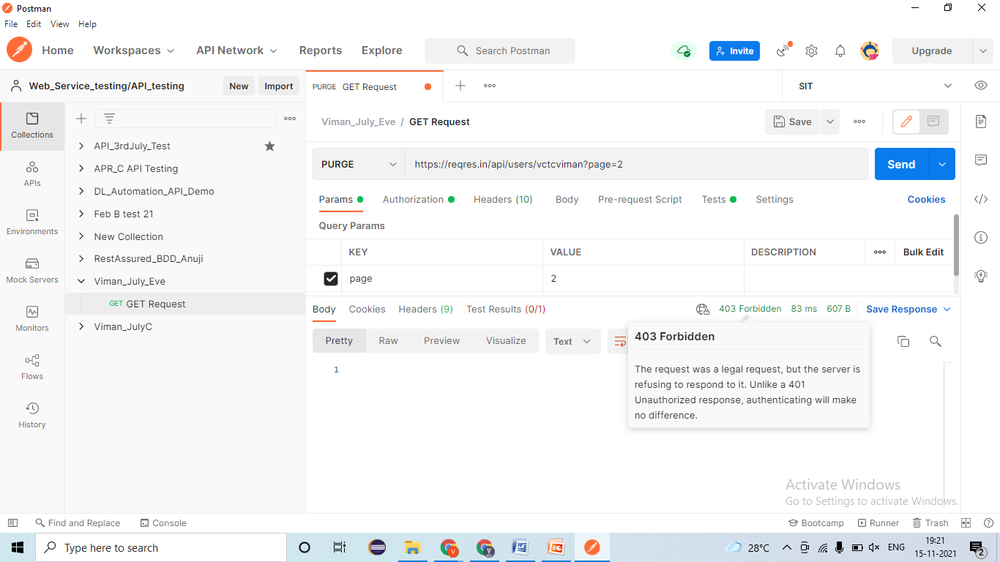 Postman
File Edit View Help
Home Workspaces API Network Reports Explore Search Postman Invite Upgrade
Web_Service_testing/API_testing New Import
PURGE GET Request
SIT
Collections
APIs
Environments
Mock Servers
Monitors
Flows
History
API_3rdJuly_Test
APR_C API Testing
DL_Automation_API_Demo
Feb B test 21
New Collection
RestAssured_BDD_Anuji
Viman_July_Eve
GET GET Request
Viman_JulyC
Viman_July_Eve / GET Request Save
PURGE https://reqres.in/api/users/vctcviman?page=2 Send
Params Authorization Headers (10) Body Pre-request Script Tests Settings Cookies
Query Params
KEY VALUE DESCRIPTION Bulk Edit
page 2
Body Cookies Headers (9) Test Results (0/1) 403 Forbidden 83 ms 607 B Save Response
Pretty Raw Preview Visualize Text
1
403 Forbidden
The request was a legal request, but the server is
refusing to respond to it. Unlike a 401
Unauthorized response, authenticating will make
no difference.
Activate Windows
Go to Settings to activate Windows.
Find and Replace Console Bootcamp Runner Trash
Type here to search 28°C ENG 19:21
15-11-2021 2